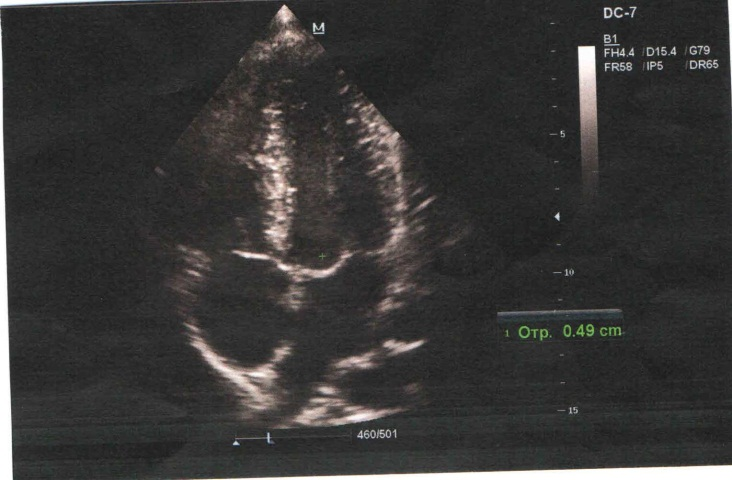 M
DC-7
B1
FH4.4 /D15.4 /G79
FR58 /IP5 /DR65
5
10
1 Отр. 0.49 cm
15
460/501